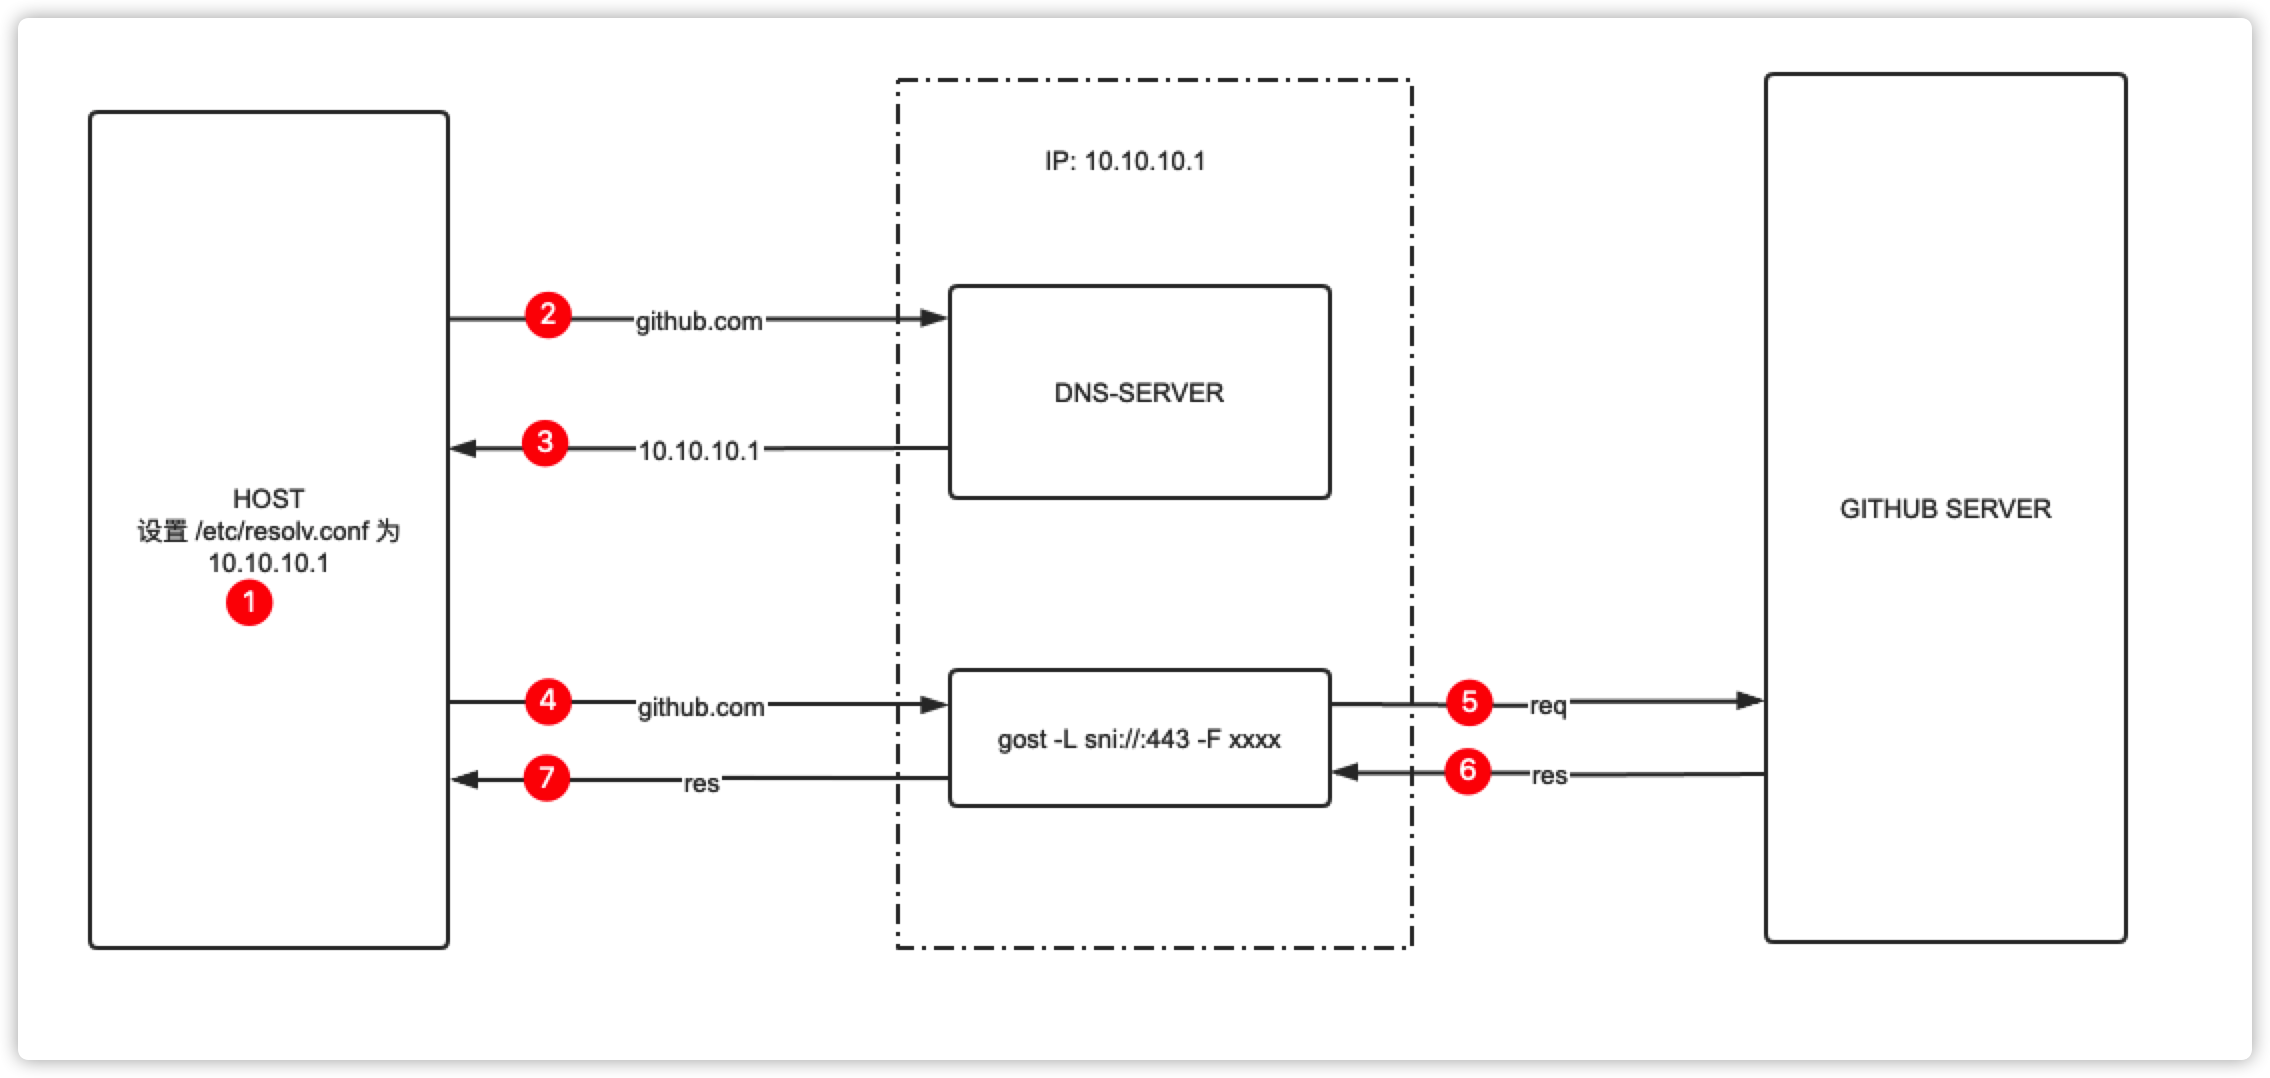 IP: 10.10.10.1
2
github.com
DNS-SERVER
3
10.10.10.1
HOST
设置 /etc/resolv.conf 为
10.10.10.1
1
GITHUB SERVER
4
github.com
gost -L sni://:443 -F xxxx
5
req
7
res
6
res